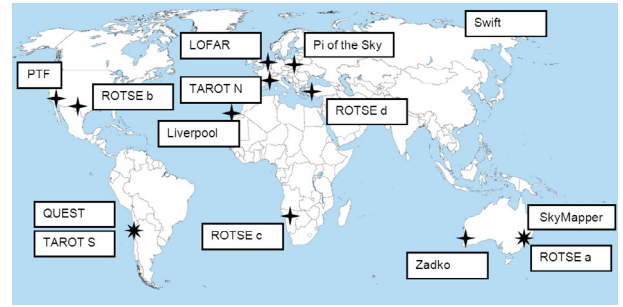 Swift
LOFAR
Pi of the Sky
PTF
ROTSE b
TAROT N
ROTSE d
Liverpool
QUEST
TAROT S
ROTSE c
SkyMapper
Zadko
ROTSE a